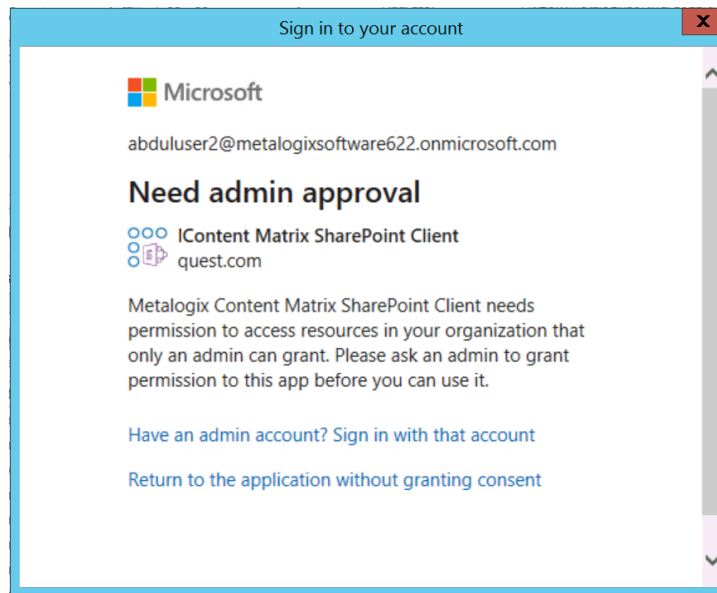 Sign in to your account
x
Microsoft
abduluser2@metalogixsoftware622.onmicrosoft.com
Need admin approval
lContent Matrix SharePoint Client
quest.com
Metalogix Content Matrix SharePoint Client needs
permission to access resources in your organization that
only an admin can grant. Please ask an admin to grant
permission to this app before you can use it.
Have an admin account? Sign in with that account
Return to the application without granting consent